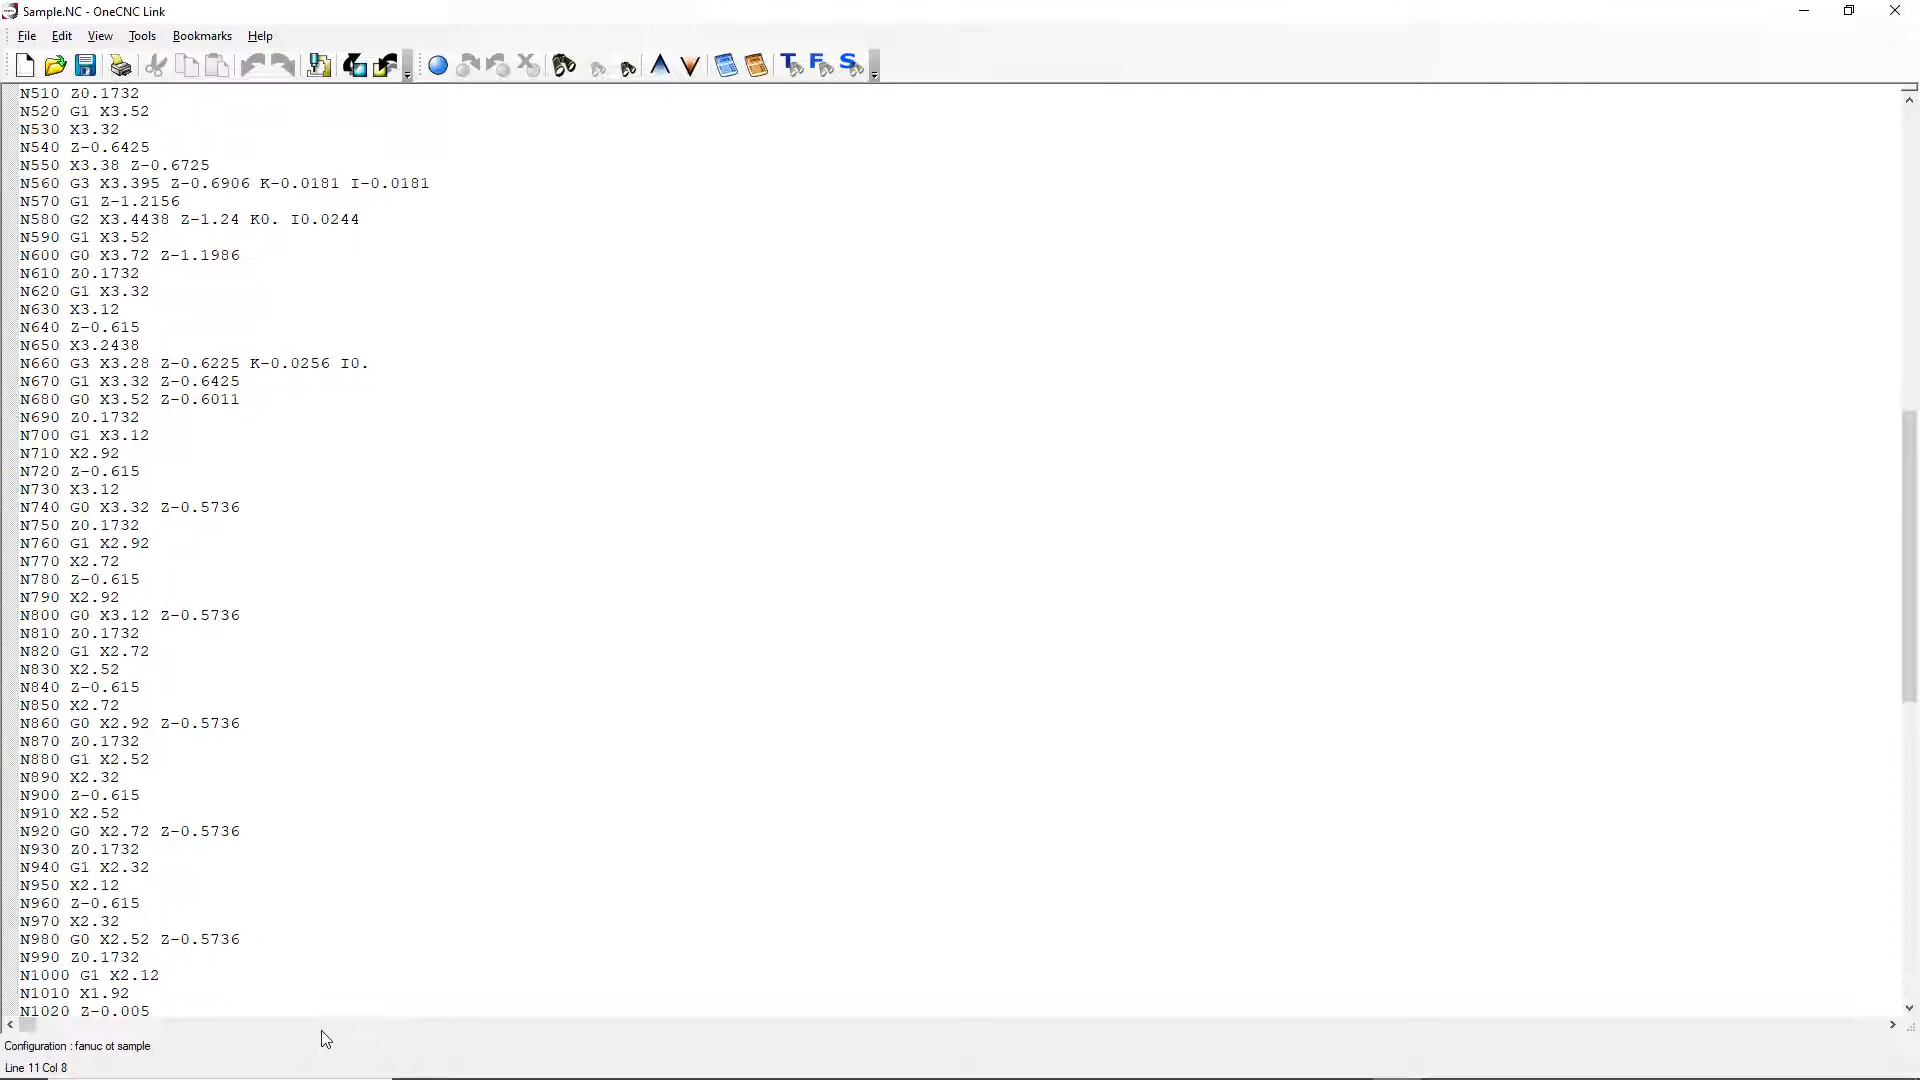 Sample.NC - OneCNC Link
File Edit View Tools Bookmarks Help
T F S
N510 Z0.1732
N520 G1 X3.52
N530 X3.32
N540 Z-0.6425
N550 X3.38 Z-0.6725
N560 G3 X3.395 Z-0.6906 K-0.0181 I-0.0181
N570 G1 Z-1.2156
N580 G2 X3.4438 Z-1.24 K0. I0.0244
N590 G1 X3.52
N600 G0 X3.72 Z-1.1986
N610 Z0.1732
N620 G1 X3.32
N630 X3.12
N640 Z-0.615
N650 X3.2438
N660 G3 X3.28 Z-0.6225 K-0.0256 I0.
N670 G1 X3.32 Z-0.6425
N680 G0 X3.52 Z-0.6011
N690 Z0.1732
N700 G1 X3.12
N710 X2.92
N720 Z-0.615
N730 X3.12
N740 G0 X3.32 Z-0.5736
N750 Z0.1732
N760 G1 X2.92
N770 X2.72
N780 Z-0.615
N790 X2.92
N800 G0 X3.12 Z-0.5736
N810 Z0.1732
N820 G1 X2.72
N830 X2.52
N840 Z-0.615
N850 X2.72
N860 G0 X2.92 Z-0.5736
N870 Z0.1732
N880 G1 X2.52
N890 X2.32
N900 Z-0.615
N910 X2.52
N920 G0 X2.72 Z-0.5736
N930 Z0.1732
N940 G1 X2.32
N950 X2.12
N960 Z-0.615
N970 X2.32
N980 G0 X2.52 Z-0.5736
N990 Z0.1732
N1000 G1 X2.12
N1010 X1.92
N1020 Z-0.005
Configuration : fanuc ot sample
Line 11 Col 8